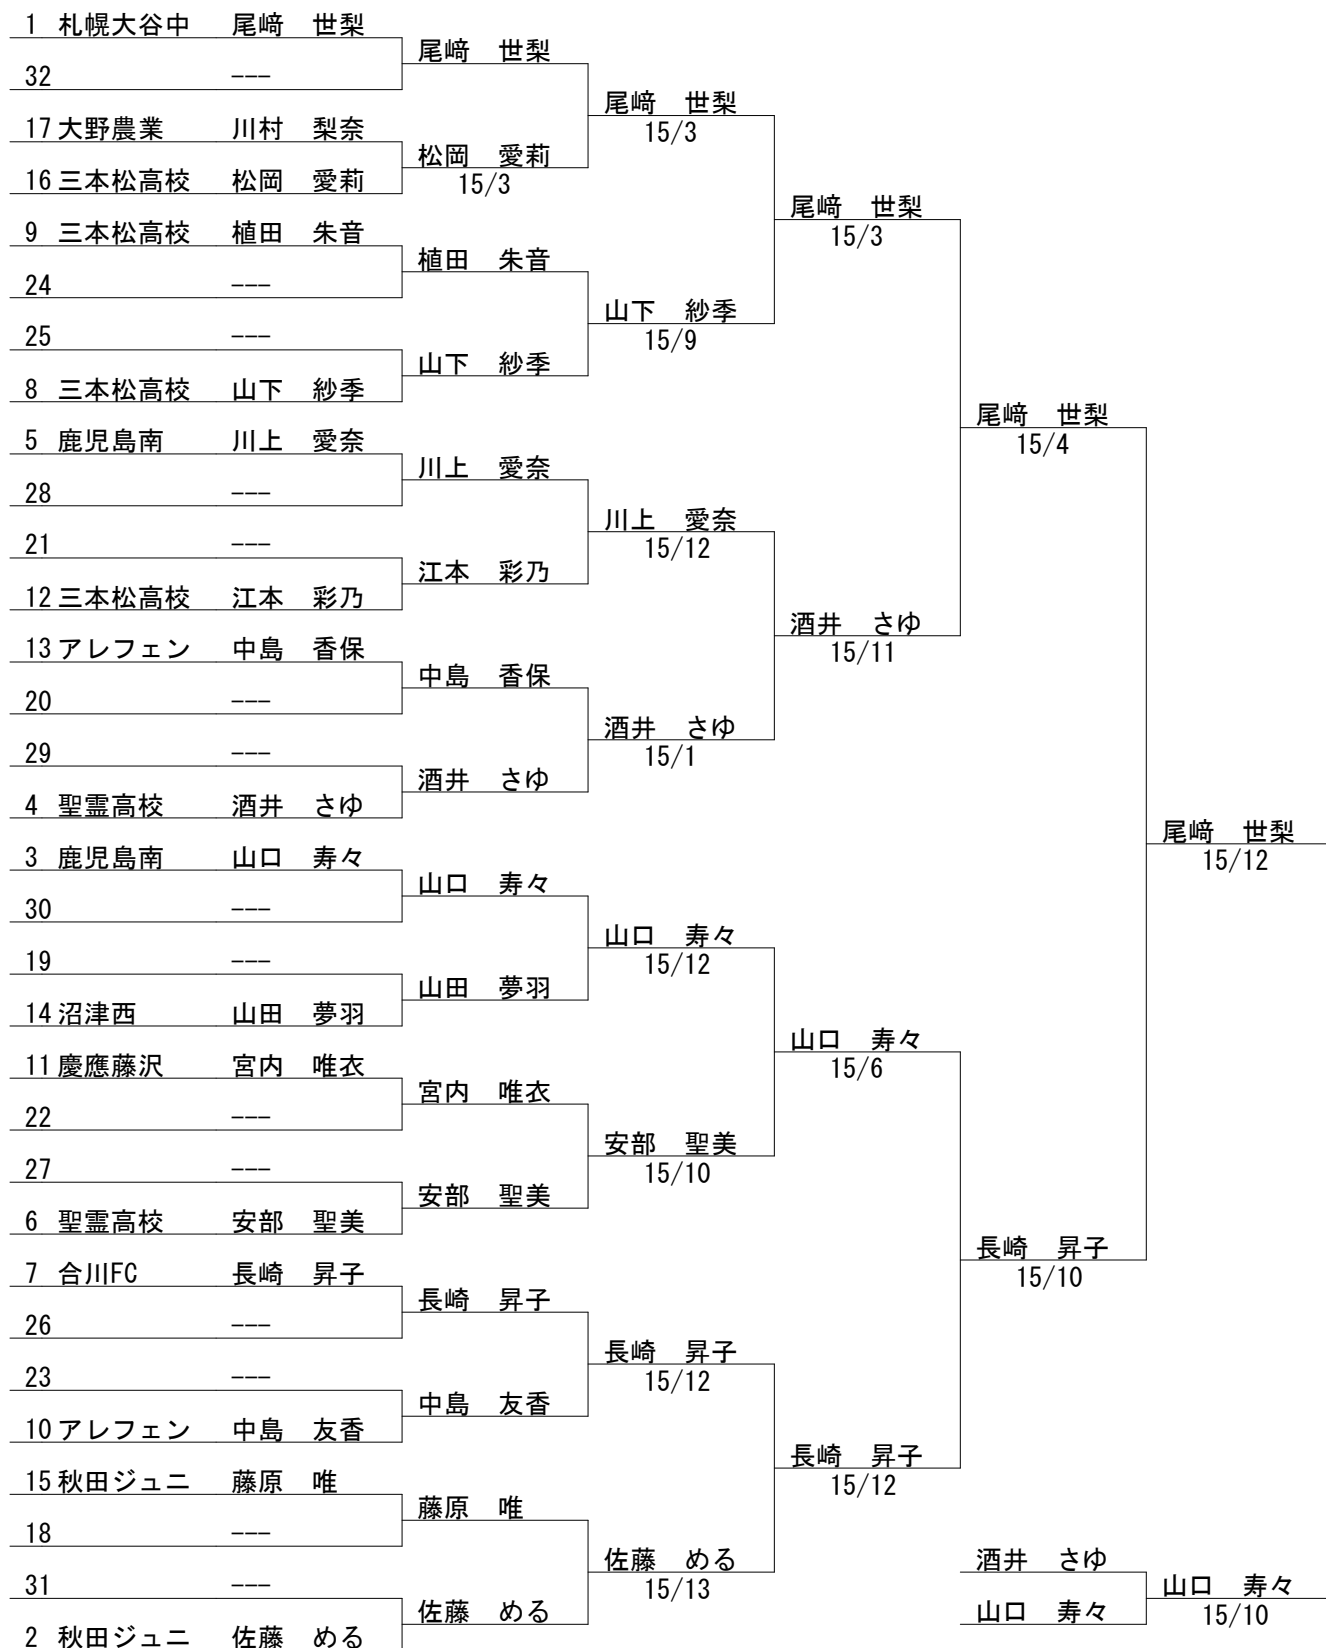 1 札幌大谷中 尾﨑 世梨
32 ---
17 大野農業 川村 梨奈
16 三本松高校 松岡 愛莉
9 三本松高校 植田 朱音
24 ---
25 ---
8 三本松高校 山下 紗季
5 鹿児島南 川上 愛奈
28 ---
21 ---
12 三本松高校 江本 彩乃
13 アレフェン 中島 香保
20 ---
29 ---
4 聖霊高校 酒井 さゆ
3 鹿児島南 山口 寿々
30 ---
19 ---
14 沼津西 山田 夢羽
11 慶應藤沢 宮内 唯衣
22 ---
27 ---
6 聖霊高校 安部 聖美
7 合川FC 長崎 昇子
26 ---
23 ---
10 アレフェン 中島 友香
15 秋田ジュニ 藤原 唯
18 ---
31 ---
2 秋田ジュニ 佐藤 める
尾﨑 世梨
松岡 愛莉
15/3
植田 朱音
山下 紗季
川上 愛奈
江本 彩乃
中島 香保
酒井 さゆ
山口 寿々
山田 夢羽
宮内 唯衣
安部 聖美
長崎 昇子
中島 友香
藤原 唯
佐藤 める
尾﨑 世梨
15/3
山下 紗季
15/9
川上 愛奈
15/12
酒井 さゆ
15/1
山口 寿々
15/12
安部 聖美
15/10
長崎 昇子
15/12
佐藤 める
15/13
尾﨑 世梨
15/3
酒井 さゆ
15/11
山口 寿々
15/6
長崎 昇子
15/12
尾﨑 世梨
15/4
長崎 昇子
15/10
尾﨑 世梨
15/12
酒井 さゆ
山口 寿々
山口 寿々
15/10